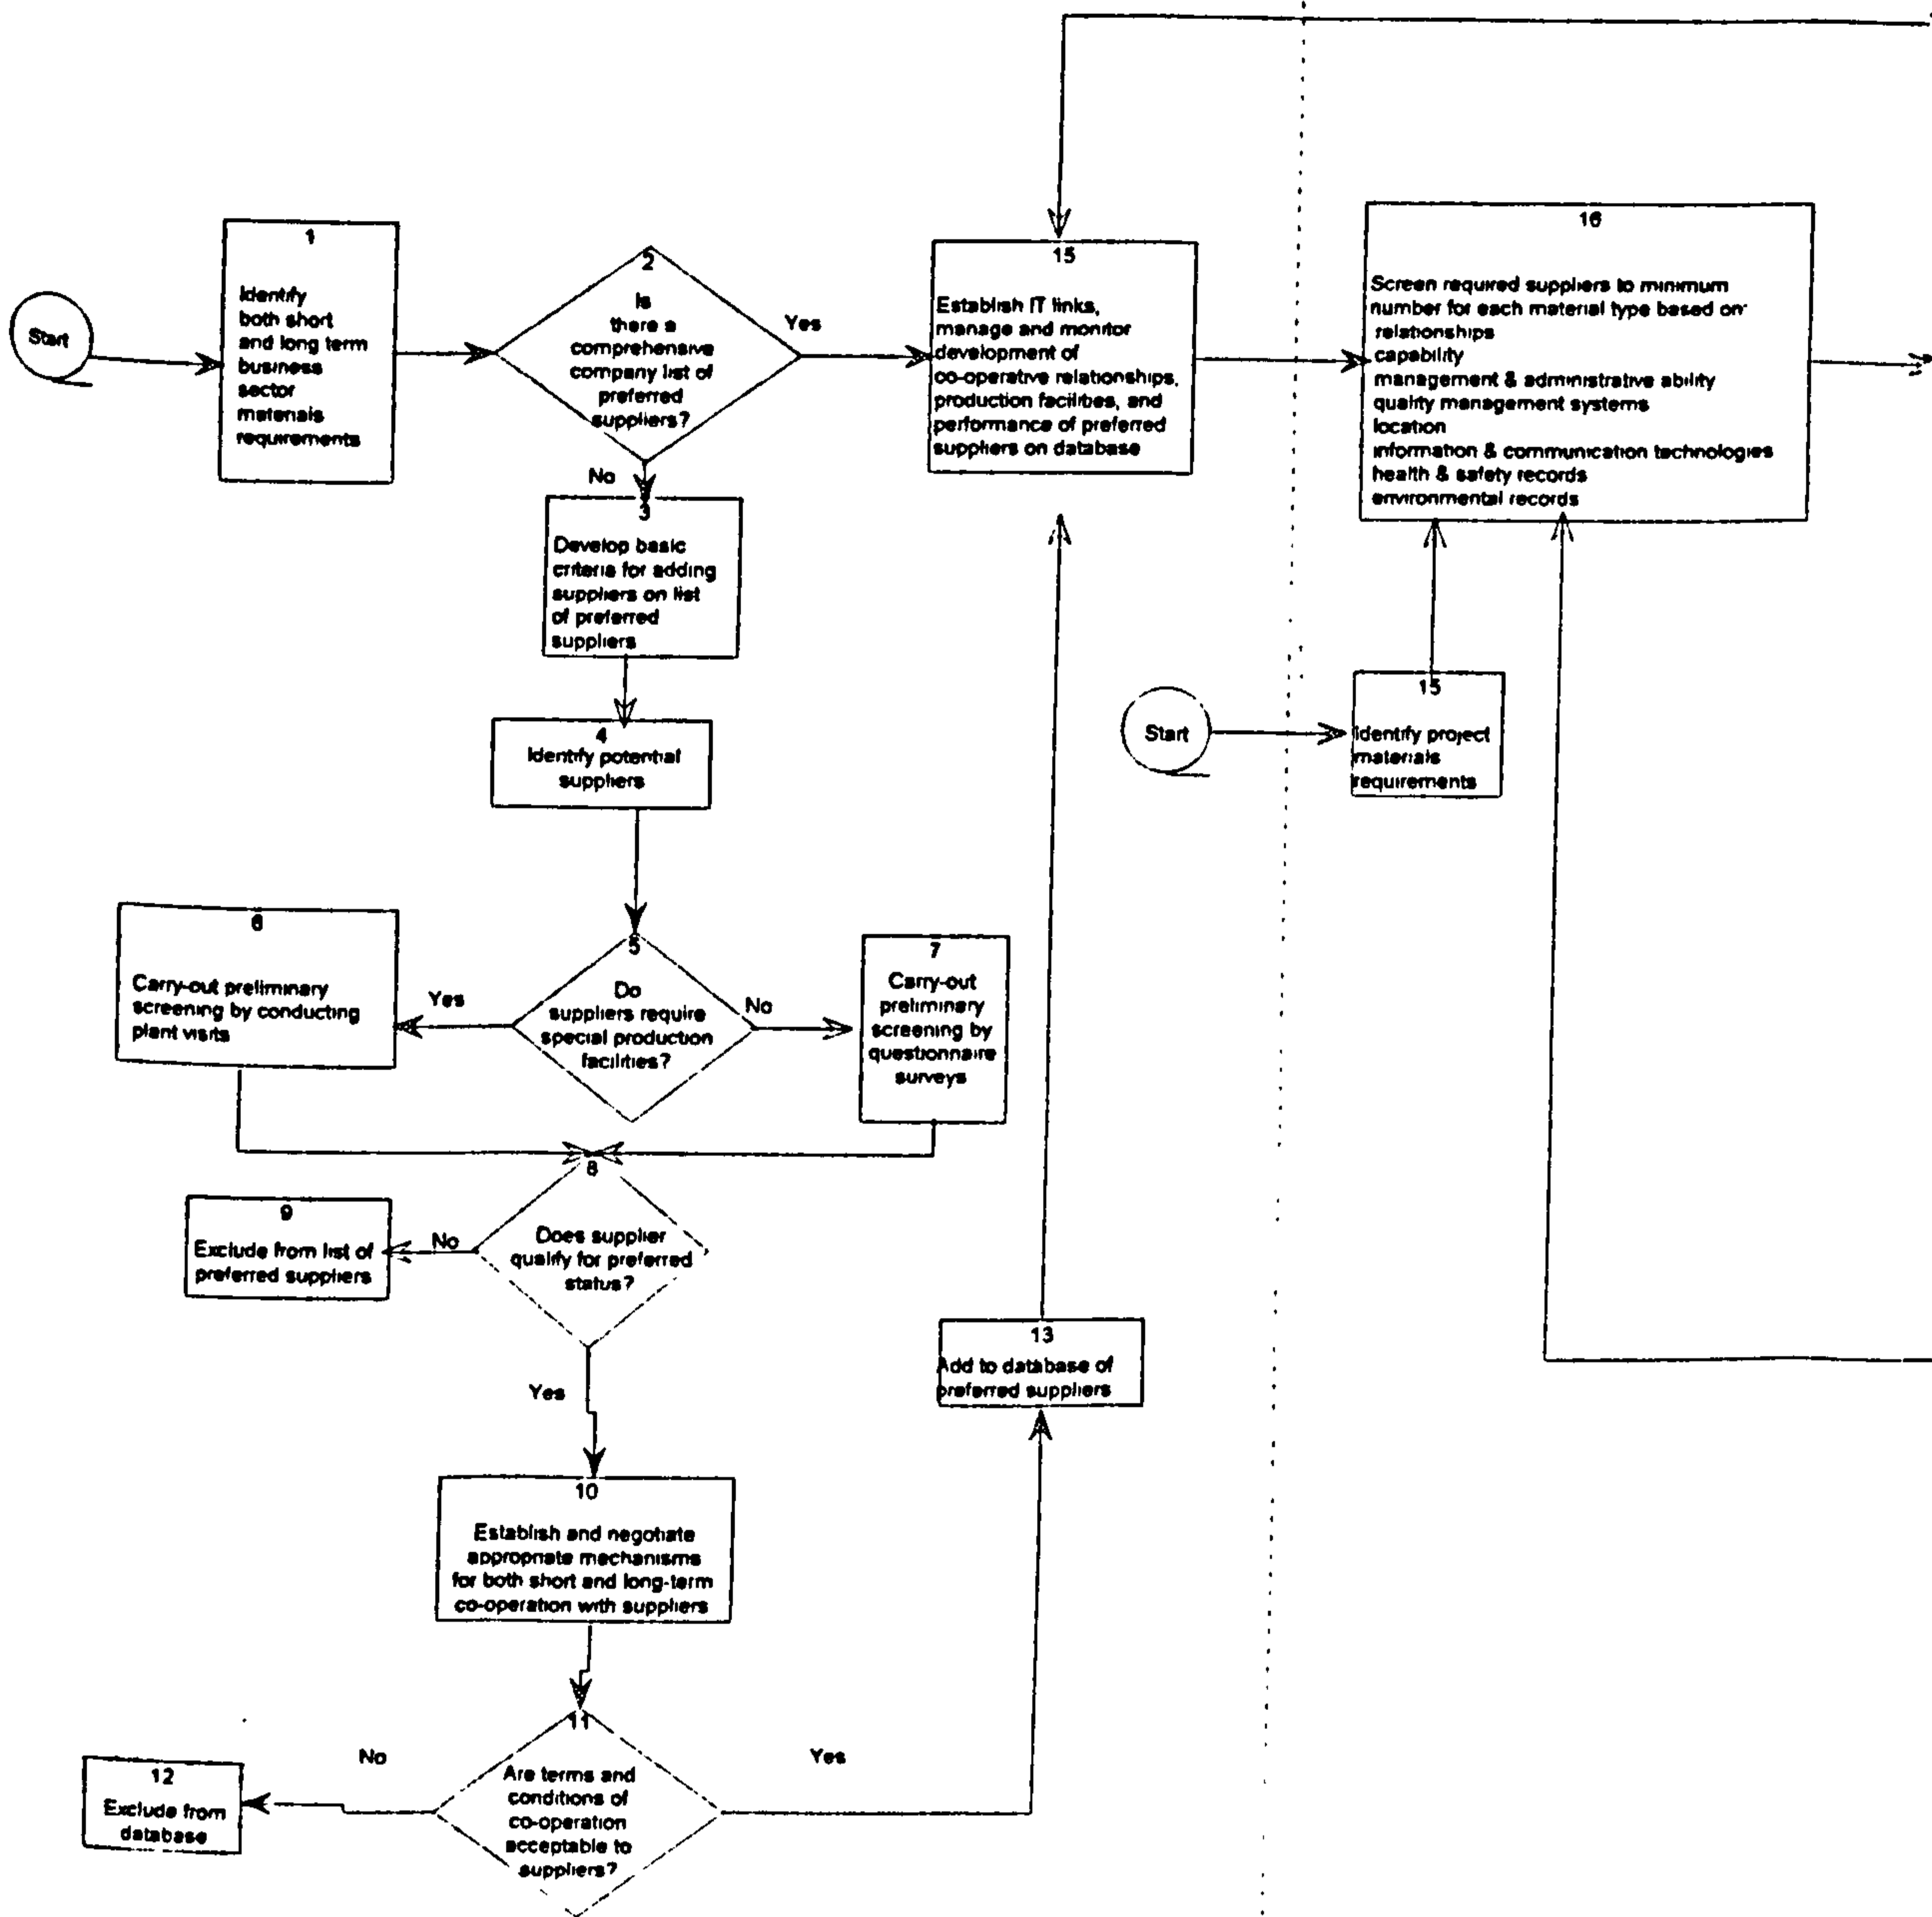 Start
1
Identify
both short
and long term
business
sector
materials
requirements
2
Is
there a
comprehensive
company list of
preferred
suppliers?
Yes
No
15
Establish IT links,
manage and monitor
development of
co-operative relationships,
production facilities, and
performance of preferred
suppliers on database
16
Screen required suppliers to minimum
number for each material type based on
relationships
capability
management & administrative ability
quality management systems
location
information & communication technologies
health & safety records
environmental records
3
Develop basic
criteria for adding
suppliers on list
of preferred
suppliers
4
Identify potential
suppliers
Start
15
Identify project
materials
requirements
6
Carry-out preliminary
screening by conducting
plant visits
Yes
5
Do
suppliers require
special production
facilities?
No
7
Carry-out
preliminary
screening by
questionnaire
surveys
8
Does supplier
qualify for preferred
status?
No
9
Exclude from list of
preferred suppliers
Yes
13
Add to database of
preferred suppliers
10
Establish and negotiate
appropriate mechanisms
for both short and long-term
co-operation with suppliers
11
Are terms and
conditions of
co-operation
acceptable to
suppliers?
No
Yes
12
Exclude from
database